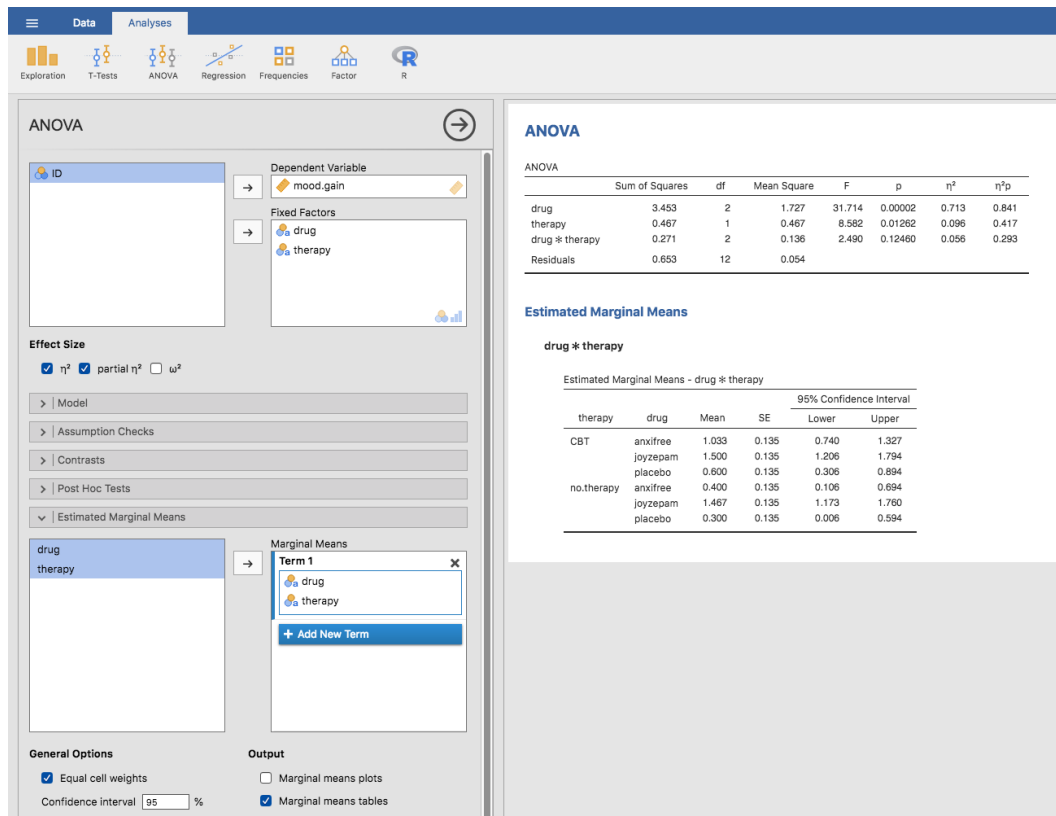 Data Analyses
Exploration T-Tests ANOVA Regression Frequencies Factor R
ANOVA
ID
Dependent Variable
mood.gain
Fixed Factors
drug
therapy
Effect Size
η² partial η² ω²
Model
Assumption Checks
Contrasts
Post Hoc Tests
Estimated Marginal Means
drug
therapy
Marginal Means
Term 1
drug
therapy
+ Add New Term
General Options
Equal cell weights
Confidence interval 95 %
Output
Marginal means plots
Marginal means tables
ANOVA
ANOVA
Sum of Squares df Mean Square F p η² η²p
drug 3.453 2 1.727 31.714 0.00002 0.713 0.841
therapy 0.467 1 0.467 8.582 0.01262 0.096 0.417
drug ✻ therapy 0.271 2 0.136 2.490 0.12460 0.056 0.293
Residuals 0.653 12 0.054
Estimated Marginal Means
drug ✻ therapy
Estimated Marginal Means - drug ✻ therapy
95% Confidence Interval
therapy drug Mean SE Lower Upper
CBT anxifree 1.033 0.135 0.740 1.327
joyzepam 1.500 0.135 1.206 1.794
placebo 0.600 0.135 0.306 0.894
no.therapy anxifree 0.400 0.135 0.106 0.694
joyzepam 1.467 0.135 1.173 1.760
placebo 0.300 0.135 0.006 0.594